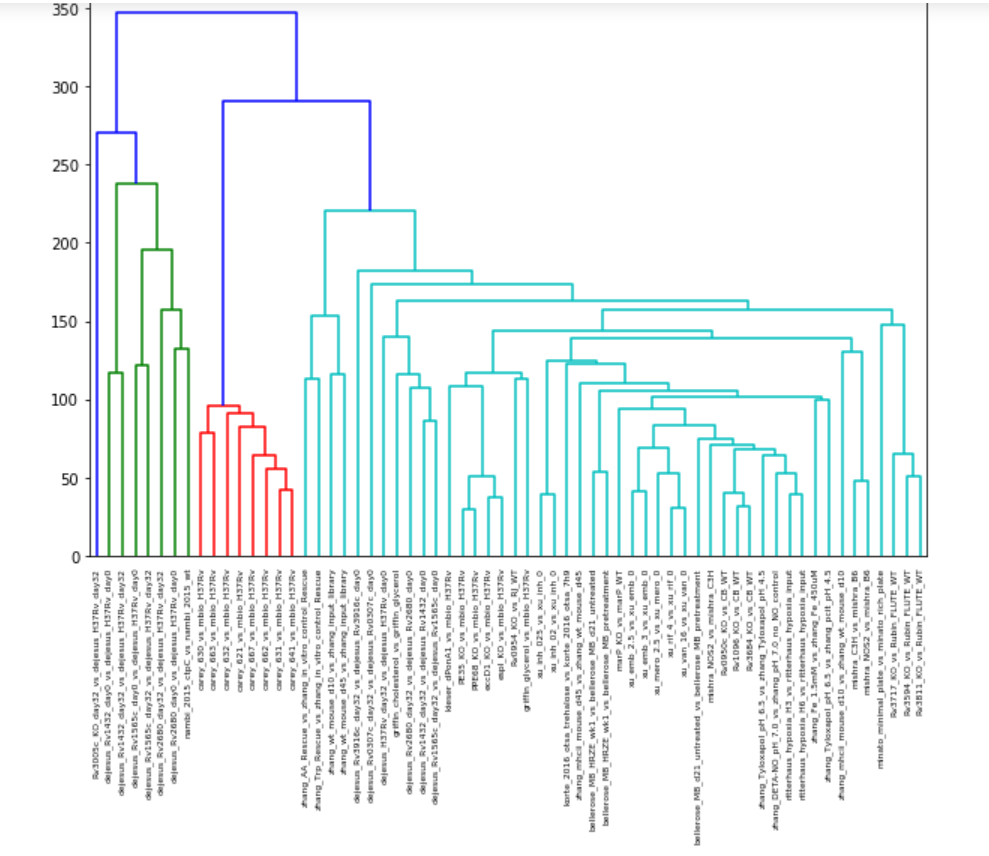 350
300
250
200
150
100
50
0
Rv3005c_KO_day32_vs_dejesus_H37Rv_day32
dejesus_Rv1432_day0_vs_dejesus_H37Rv_day0
dejesus_Rv1432_day32_vs_dejesus_H37Rv_day32
dejesus_Rv1565c_day0_vs_dejesus_H37Rv_day0
dejesus_Rv1565c_day32_vs_dejesus_H37Rv_day32
dejesus_Rv2680_day32_vs_dejesus_H37Rv_day32
dejesus_Rv2680_day0_vs_dejesus_H37Rv_day0
nambi_2015_clpC_vs_nambi_2015_wt
carey_630_vs_mbio_H37Rv
carey_663_vs_mbio_H37Rv
carey_632_vs_mbio_H37Rv
carey_621_vs_mbio_H37Rv
carey_667_vs_mbio_H37Rv
carey_662_vs_mbio_H37Rv
carey_631_vs_mbio_H37Rv
carey_641_vs_mbio_H37Rv
zhang_AA_Rescue_vs_zhang_in_vitro_control_Rescue
zhang_Trp_Rescue_vs_zhang_in_vitro_control_Rescue
zhang_wt_mouse_d10_vs_zhang_input_library
zhang_wt_mouse_d45_vs_zhang_input_library
dejesus_Rv3916c_day32_vs_dejesus_Rv3916c_day0
dejesus_Rv0307c_day32_vs_dejesus_Rv0307c_day0
dejesus_H37Rv_day32_vs_dejesus_H37Rv_day0
griffin_cholesterol_vs_griffin_glycerol
dejesus_Rv2680_day32_vs_dejesus_Rv2680_day0
dejesus_Rv1432_day32_vs_dejesus_Rv1432_day0
dejesus_Rv1565c_day32_vs_dejesus_Rv1565c_day0
kieser_dPonA1_vs_mbio_H37Rv
PE35_KO_vs_mbio_H37Rv
PPE68_KO_vs_mbio_H37Rv
eccD1_KO_vs_mbio_H37Rv
espI_KO_vs_mbio_H37Rv
Rv0954_KO_vs_RJ_WT
griffin_glycerol_vs_mbio_H37Rv
xu_inh_025_vs_xu_inh_0
xu_inh_02_vs_xu_inh_0
korte_2016_otsa_trehalose_vs_korte_2016_otsa_7h9
zhang_mhcii_mouse_d45_vs_zhang_wt_mouse_d45
bellerose_MB_HRZE_wk1_vs_bellerose_MB_d21_untreated
bellerose_MB_HRZE_wk1_vs_bellerose_MB_pretreatment
marP_KO_vs_marP_WT
xu_emb_2.5_vs_xu_emb_0
xu_emb_3_vs_xu_emb_0
xu_mero_2.5_vs_xu_mero_0
xu_rif_4_vs_xu_rif_0
xu_van_16_vs_xu_van_0
bellerose_MB_d21_untreated_vs_bellerose_MB_pretreatment
mishra_NOS2_vs_mishra_C3H
Rv0950c_KO_vs_CB_WT
Rv1096_KO_vs_CB_WT
Rv3684_KO_vs_CB_WT
zhang_Tyloxapol_pH_6.5_vs_zhang_Tyloxapol_pH_4.5
zhang_DETA-NO_pH_7.0_vs_zhang_pH_7.0_no_NO_control
ritterhaus_hypoxia_H3_vs_ritterhaus_hypoxia_input
ritterhaus_hypoxia_H6_vs_ritterhaus_hypoxia_input
zhang_Fe_1.5mM_vs_zhang_Fe_450uM
zhang_Tyloxapol_pH_6.5_vs_zhang_pcit_pH_4.5
zhang_mhcii_mouse_d10_vs_zhang_wt_mouse_d10
mishra_C3H_vs_mishra_B6
mishra_NOS2_vs_mishra_B6
minato_minimal_plate_vs_minato_rich_plate
Rv3717_KO_vs_Rubin_FLUTE_WT
Rv3594_KO_vs_Rubin_FLUTE_WT
Rv3811_KO_vs_Rubin_FLUTE_WT